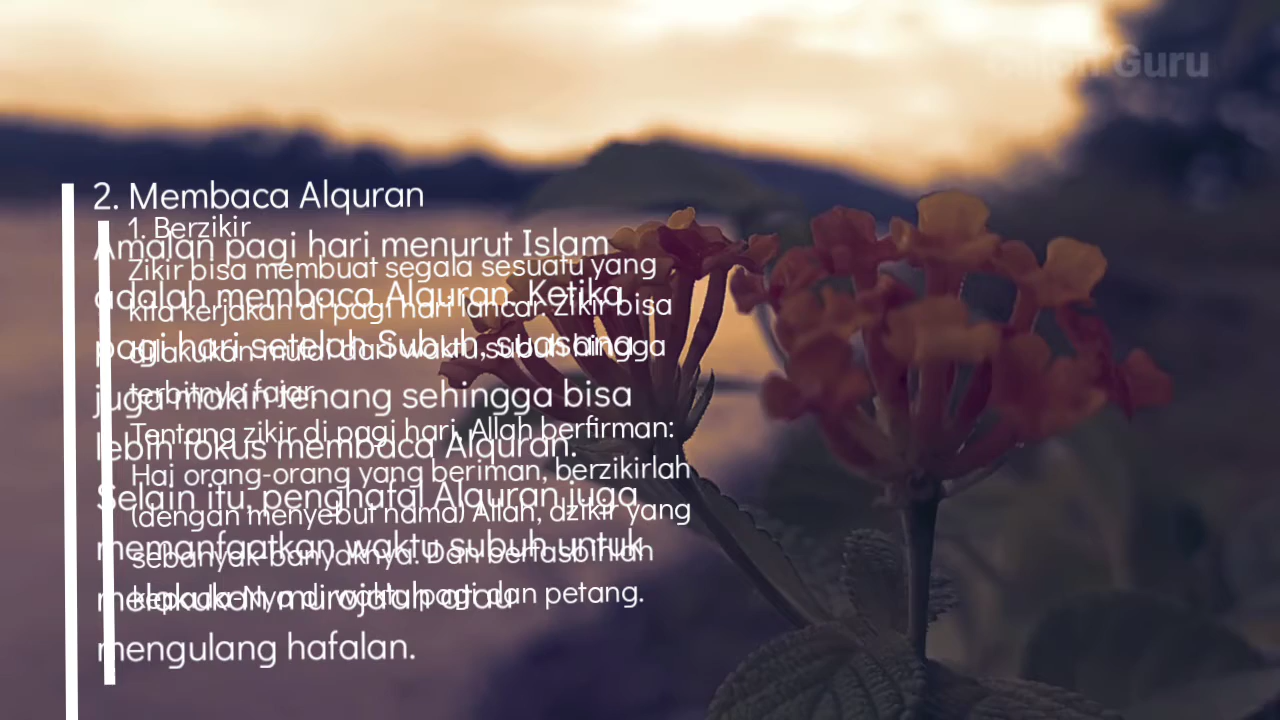 Guru
2. Membaca Alquran
Amalan pagi hari menurut Islam
adalah membaca Alquran. Ketika
pagi hari setelah Subuh, suasana
juga makin tenang sehingga bisa
lebih fokus membaca Alquran.
Selain itu, penghafal Alquran juga
memanfaatkan waktu subuh untuk
melakukan murojaah atau
mengulang hafalan.
1. Berzikir
Zikir bisa membuat segala sesuatu yang
kita kerjakan di pagi hari lancar. Zikir bisa
dilakukan mulai dari waktu subuh hingga
terbitnya fajar.
Tentang zikir di pagi hari, Allah berfirman:
Hai orang-orang yang beriman, berzikirlah
(dengan menyebut nama) Allah, dzikir yang
sebanyak-banyaknya. Dan bertasbihlah
kepada-Nya di waktu pagi dan petang.